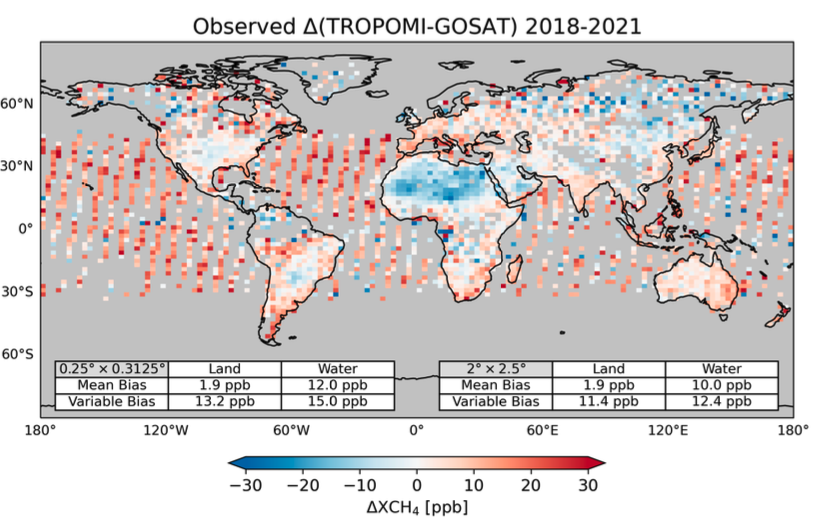 Observed Δ(TROPOMI-GOSAT) 2018-2021
60°N
30°N
0°
30°S
60°S
0.25° × 0.3125° Land Water
Mean Bias 1.9 ppb 12.0 ppb
Variable Bias 13.2 ppb 15.0 ppb
2° × 2.5° Land Water
Mean Bias 1.9 ppb 10.0 ppb
Variable Bias 11.4 ppb 12.4 ppb
180° 120°W 60°W 0° 60°E 120°E 180°
−30 −20 −10 0 10 20 30
ΔXCH₄ [ppb]